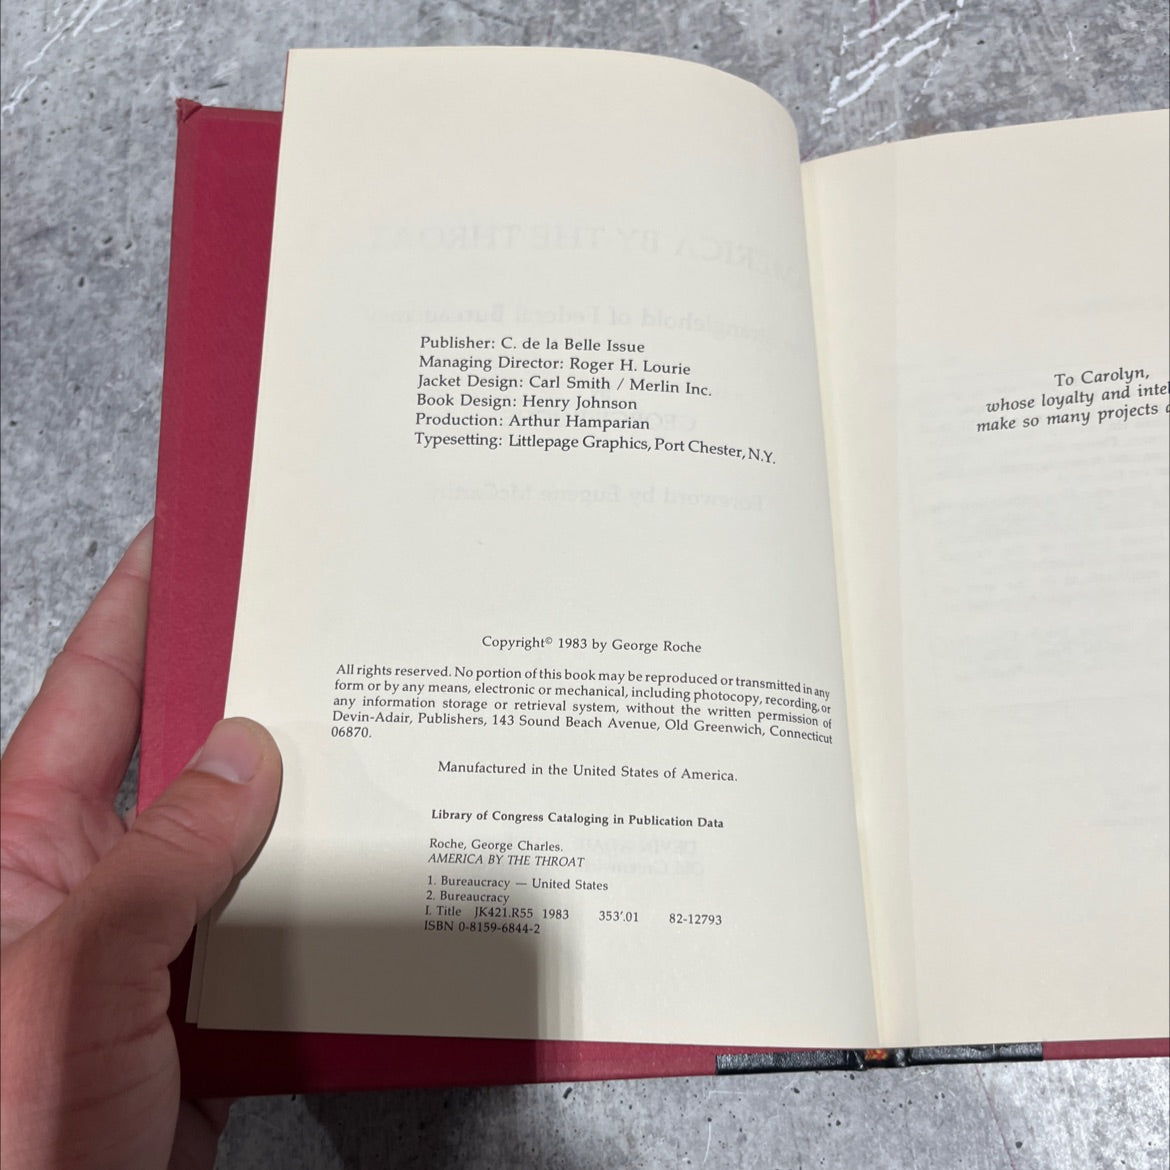 Publisher: C. de la Belle Issue
Managing Director: Roger H. Lourie
Jacket Design: Carl Smith / Merlin Inc.
Book Design: Henry Johnson
Production: Arthur Hamparian
Typesetting: Littlepage Graphics, Port Chester, N.Y.
Copyright© 1983 by George Roche
All rights reserved. No portion of this book may be reproduced or transmitted in any
form or by any means, electronic or mechanical, including photocopy, recording, or
any information storage or retrieval system, without the written permission of
Devin-Adair, Publishers, 143 Sound Beach Avenue, Old Greenwich, Connecticut
06870.
Manufactured in the United States of America.
Library of Congress Cataloging in Publication Data
Roche, George Charles.
AMERICA BY THE THROAT
1. Bureaucracy — United States
2. Bureaucracy
I. Title JK421.R55 1983 353'.01 82-12793
ISBN 0-8159-6844-2
To Carolyn,
whose loyalty and
make so many projects